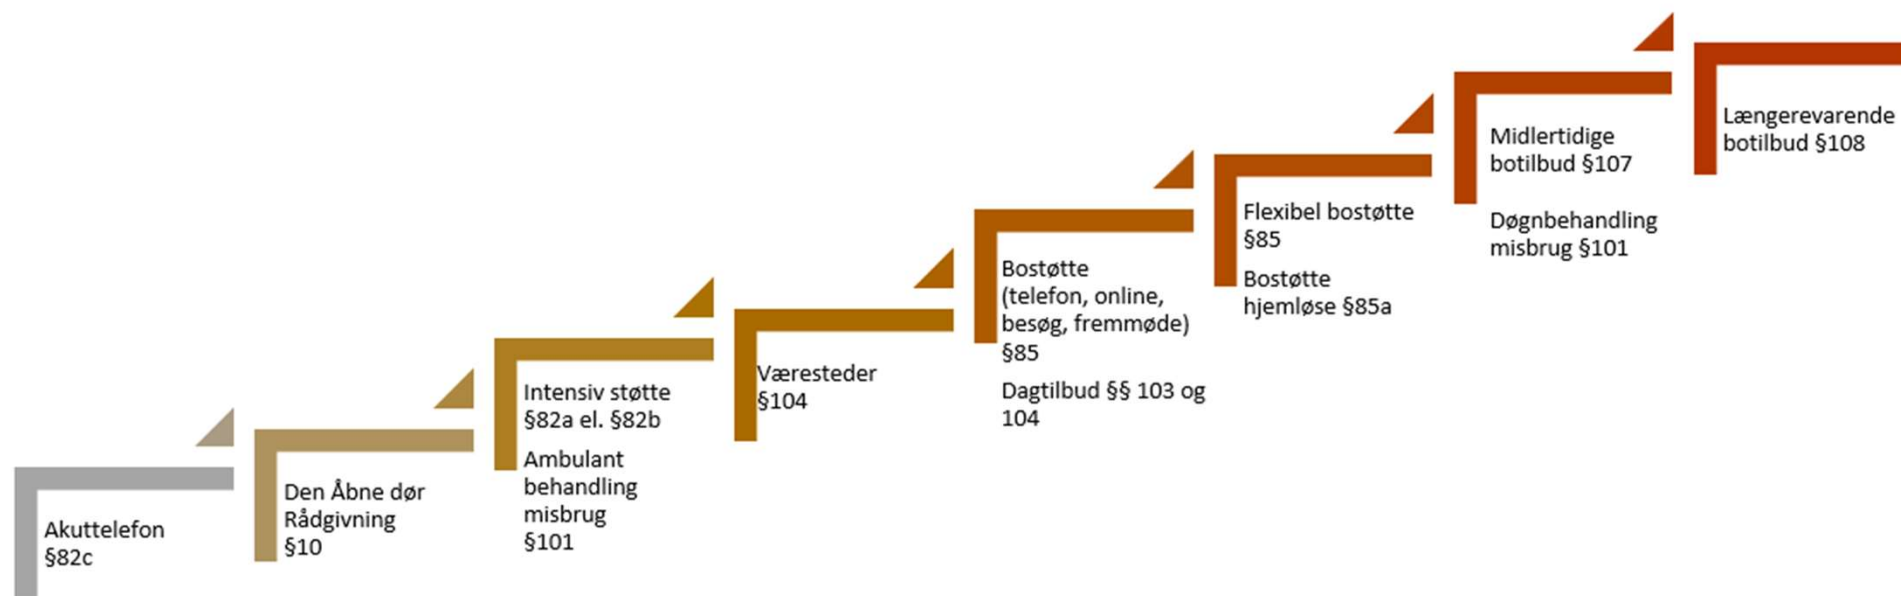 Akuttelefon
§82c
Den Åbne dør
Rådgivning
§10
Intensiv støtte
§82a el. §82b
Ambulant
behandling
misbrug
§101
Væresteder
§104
Bostøtte
(telefon, online,
besøg, fremmøde)
§85
Dagtilbud §§ 103 og
104
Flexibel bostøtte
§85
Bostøtte
hjemløse §85a
Midlertidige
botilbud §107
Døgnbehandling
misbrug §101
Længerevarende
botilbud §108